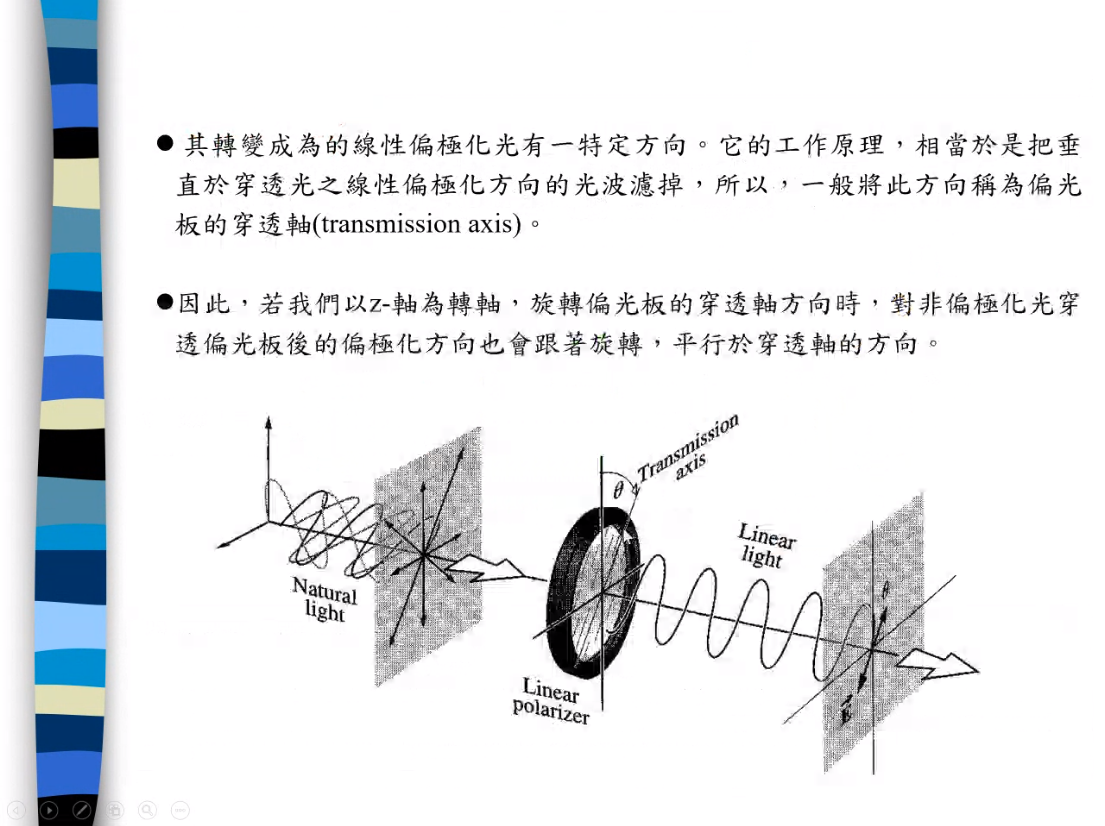 ●其轉變成為的線性偏極化光有一特定方向。它的工作原理，相當於是把垂
直於穿透光之線性偏極化方向的光波濾掉，所以，一般將此方向稱為偏光
板的穿透軸(transmission axis)。
●因此，若我們以z-軸為轉軸，旋轉偏光板的穿透軸方向時，對非偏極化光穿
透偏光板後的偏極化方向也會跟著旋轉，平行於穿透軸的方向。
Transmission
axis
θ
Linear
light
Natural
light
θ
Linear
polarizer
E